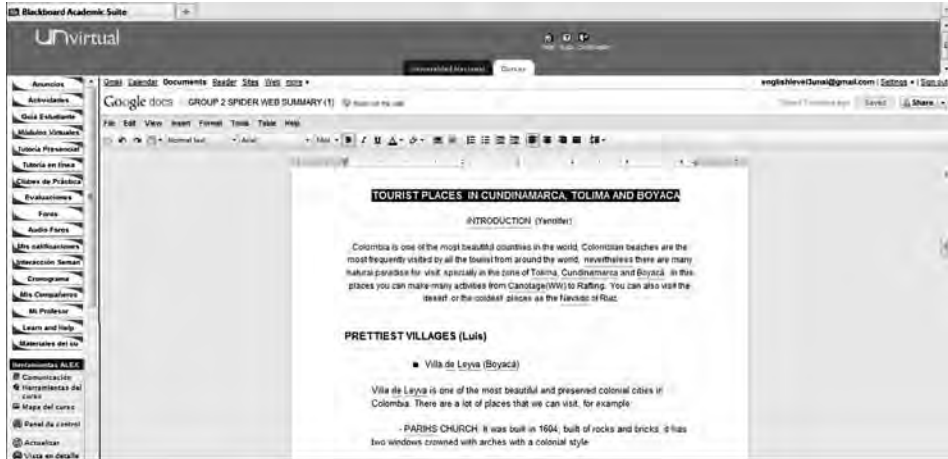 Blackboard Academic Suite
UNvirtual
Universidad Nacional
Cursos
Anuncios
Actividades
Guia Estudiante
Módulos Virtuales
Tutoria Presencial
Tutoria en línea
Clubes de Práctica
Evaluaciones
Foros
Audio Foros
Mis calificaciones
Interacción Seman
Cronograma
Mis Compañeros
Mi Profesor
Learn and Help
Materiales del cu
Herramientas ALEX
Comunicación
Herramientas del
curso
Mapa del curso
Panel de control
Actualizar
Vista en detalle
Gmail Calendar Documents Reader Sites Web more
englishlevel3unal@gmail.com | Settings | Sign out
Google docs GROUP 2 SPIDER WEB SUMMARY (1)
Saved Share
File Edit View Insert Format Tools Table Help
Normal text Arial
TOURIST PLACES IN CUNDINAMARCA, TOLIMA AND BOYACA
INTRODUCTION (Yennifer)
Colombia is one of the most beautiful countries in the world, Colombian beaches are the
most frequently visited by all the tourist from around the world, nevertheless there are many
natural paradise for visit, specially in the zone of Tolima, Cundinamarca and Boyacá. In this
places you can make many activities from Canotage(WW) to Rafting. You can also visit the
desert or the coldest places as the Nevado of Ruiz.
PRETTIEST VILLAGES (Luis)
■ Villa de Leyva (Boyacá)
Villa de Leyva is one of the most beautiful and preserved colonial cities in
Colombia. There are a lot of places that we can visit, for example:
- PARIHS CHURCH. It was built in 1604, built of rocks and bricks, it has
two windows crowned with arches with a colonial style